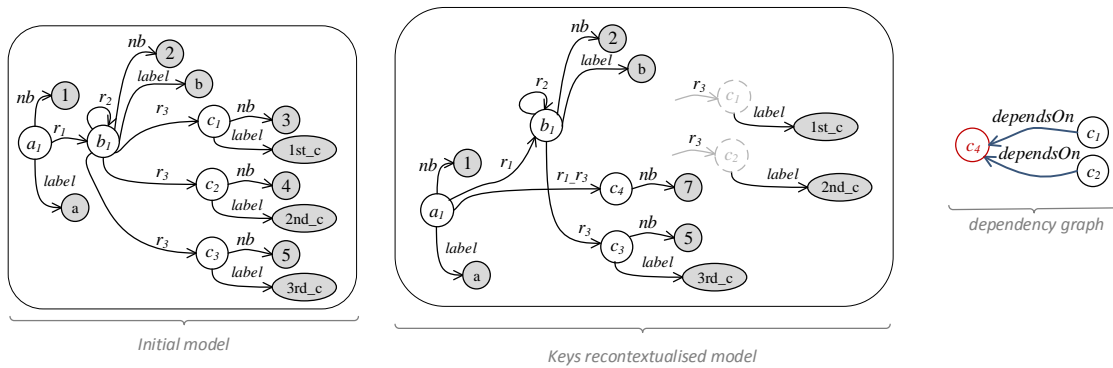 nb
2
label
b
nb
1
r2
r3
c1
nb
3
a1
r1
b1
label
1st_c
r3
c2
nb
4
label
a
label
2nd_c
r3
c3
nb
5
label
3rd_c
Initial model
nb
2
r2
label
b
b1
r3
c1
label
1st_c
r3
c2
label
2nd_c
nb
1
r1
r1_r3
c4
nb
7
a1
r3
c3
nb
5
label
a
label
3rd_c
Keys recontextualised model
dependsOn
c1
c4
dependsOn
c2
dependency graph